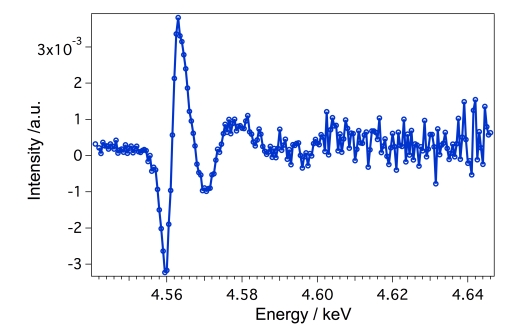 3x10⁻³
2
1
0
-1
-2
-3
Intensity /a.u.
4.56 4.58 4.60 4.62 4.64
Energy / keV